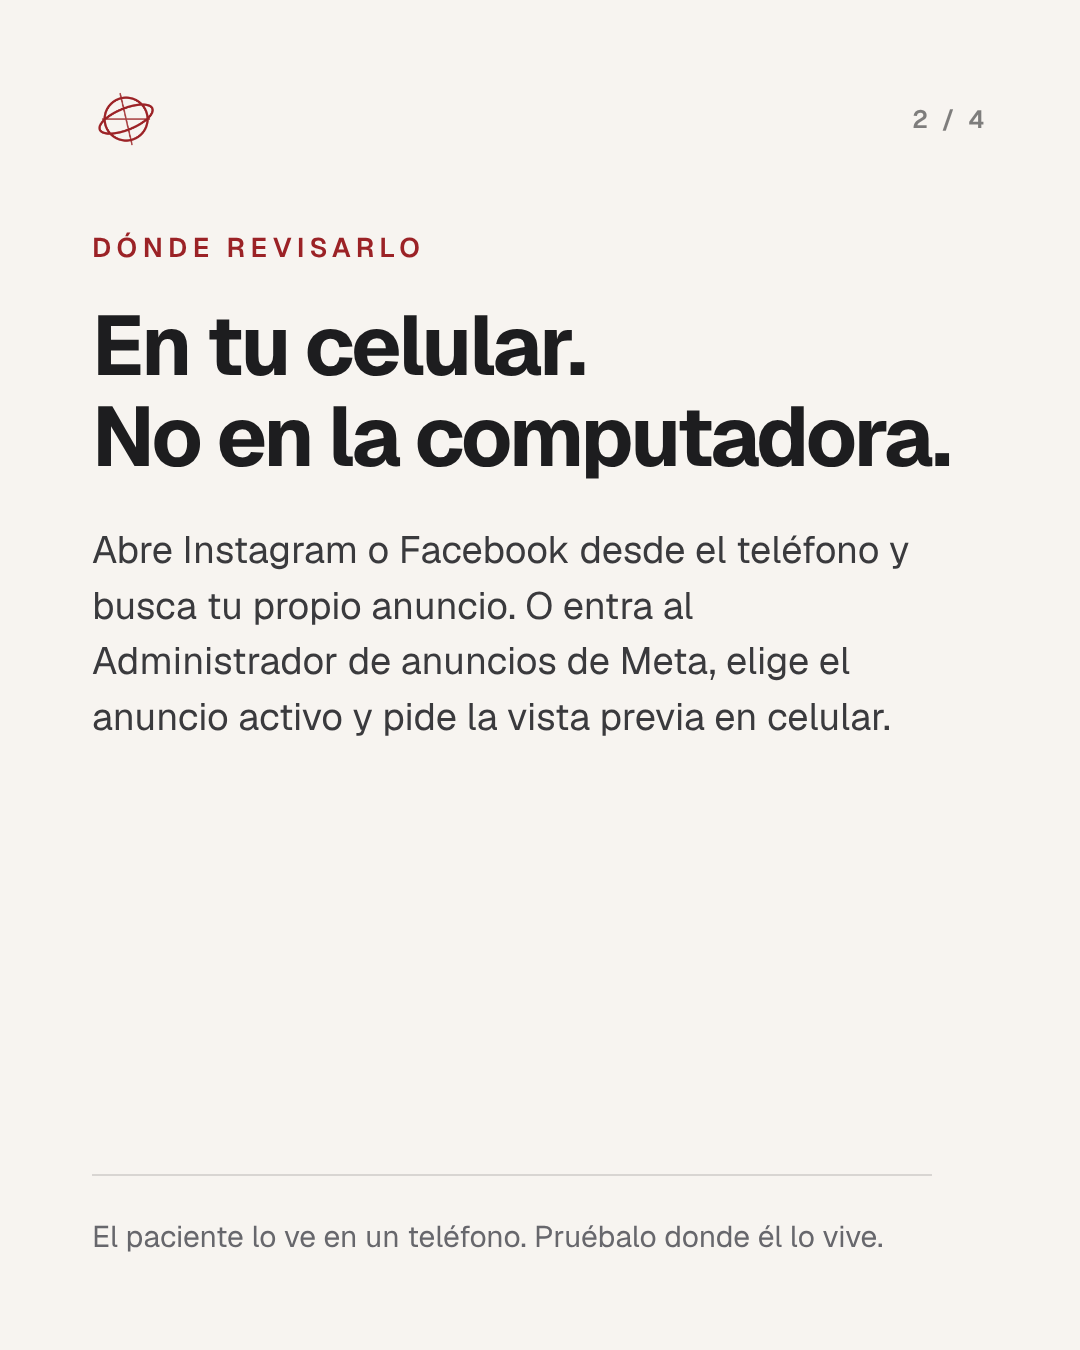 2 / 4
DÓNDE REVISARLO
En tu celular.
No en la computadora.
Abre Instagram o Facebook desde el teléfono y
busca tu propio anuncio. O entra al
Administrador de anuncios de Meta, elige el
anuncio activo y pide la vista previa en celular.
El paciente lo ve en un teléfono. Pruébalo donde él lo vive.